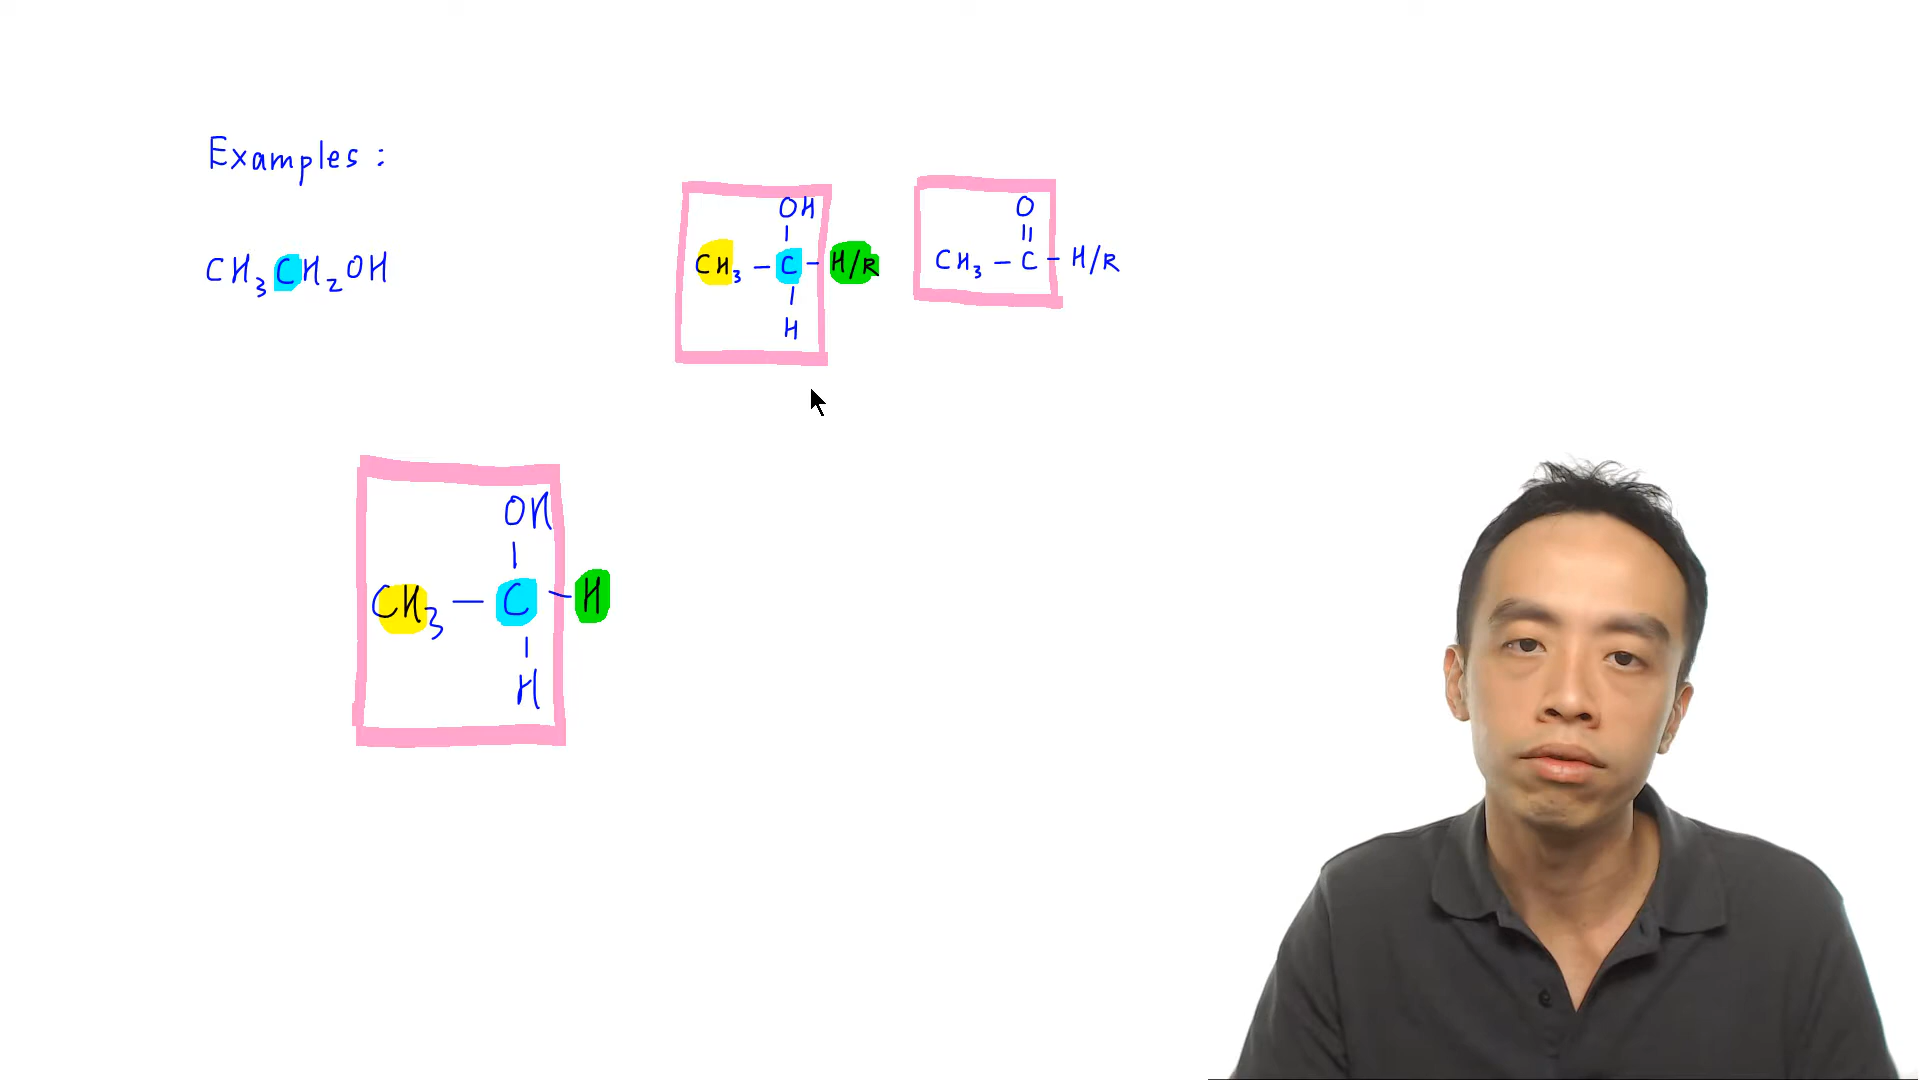 Examples :
CH₃CH₂OH
OH
CH₃ – C – H/R
H
O
CH₃ – C – H/R
OH
CH₃ – C – H
H